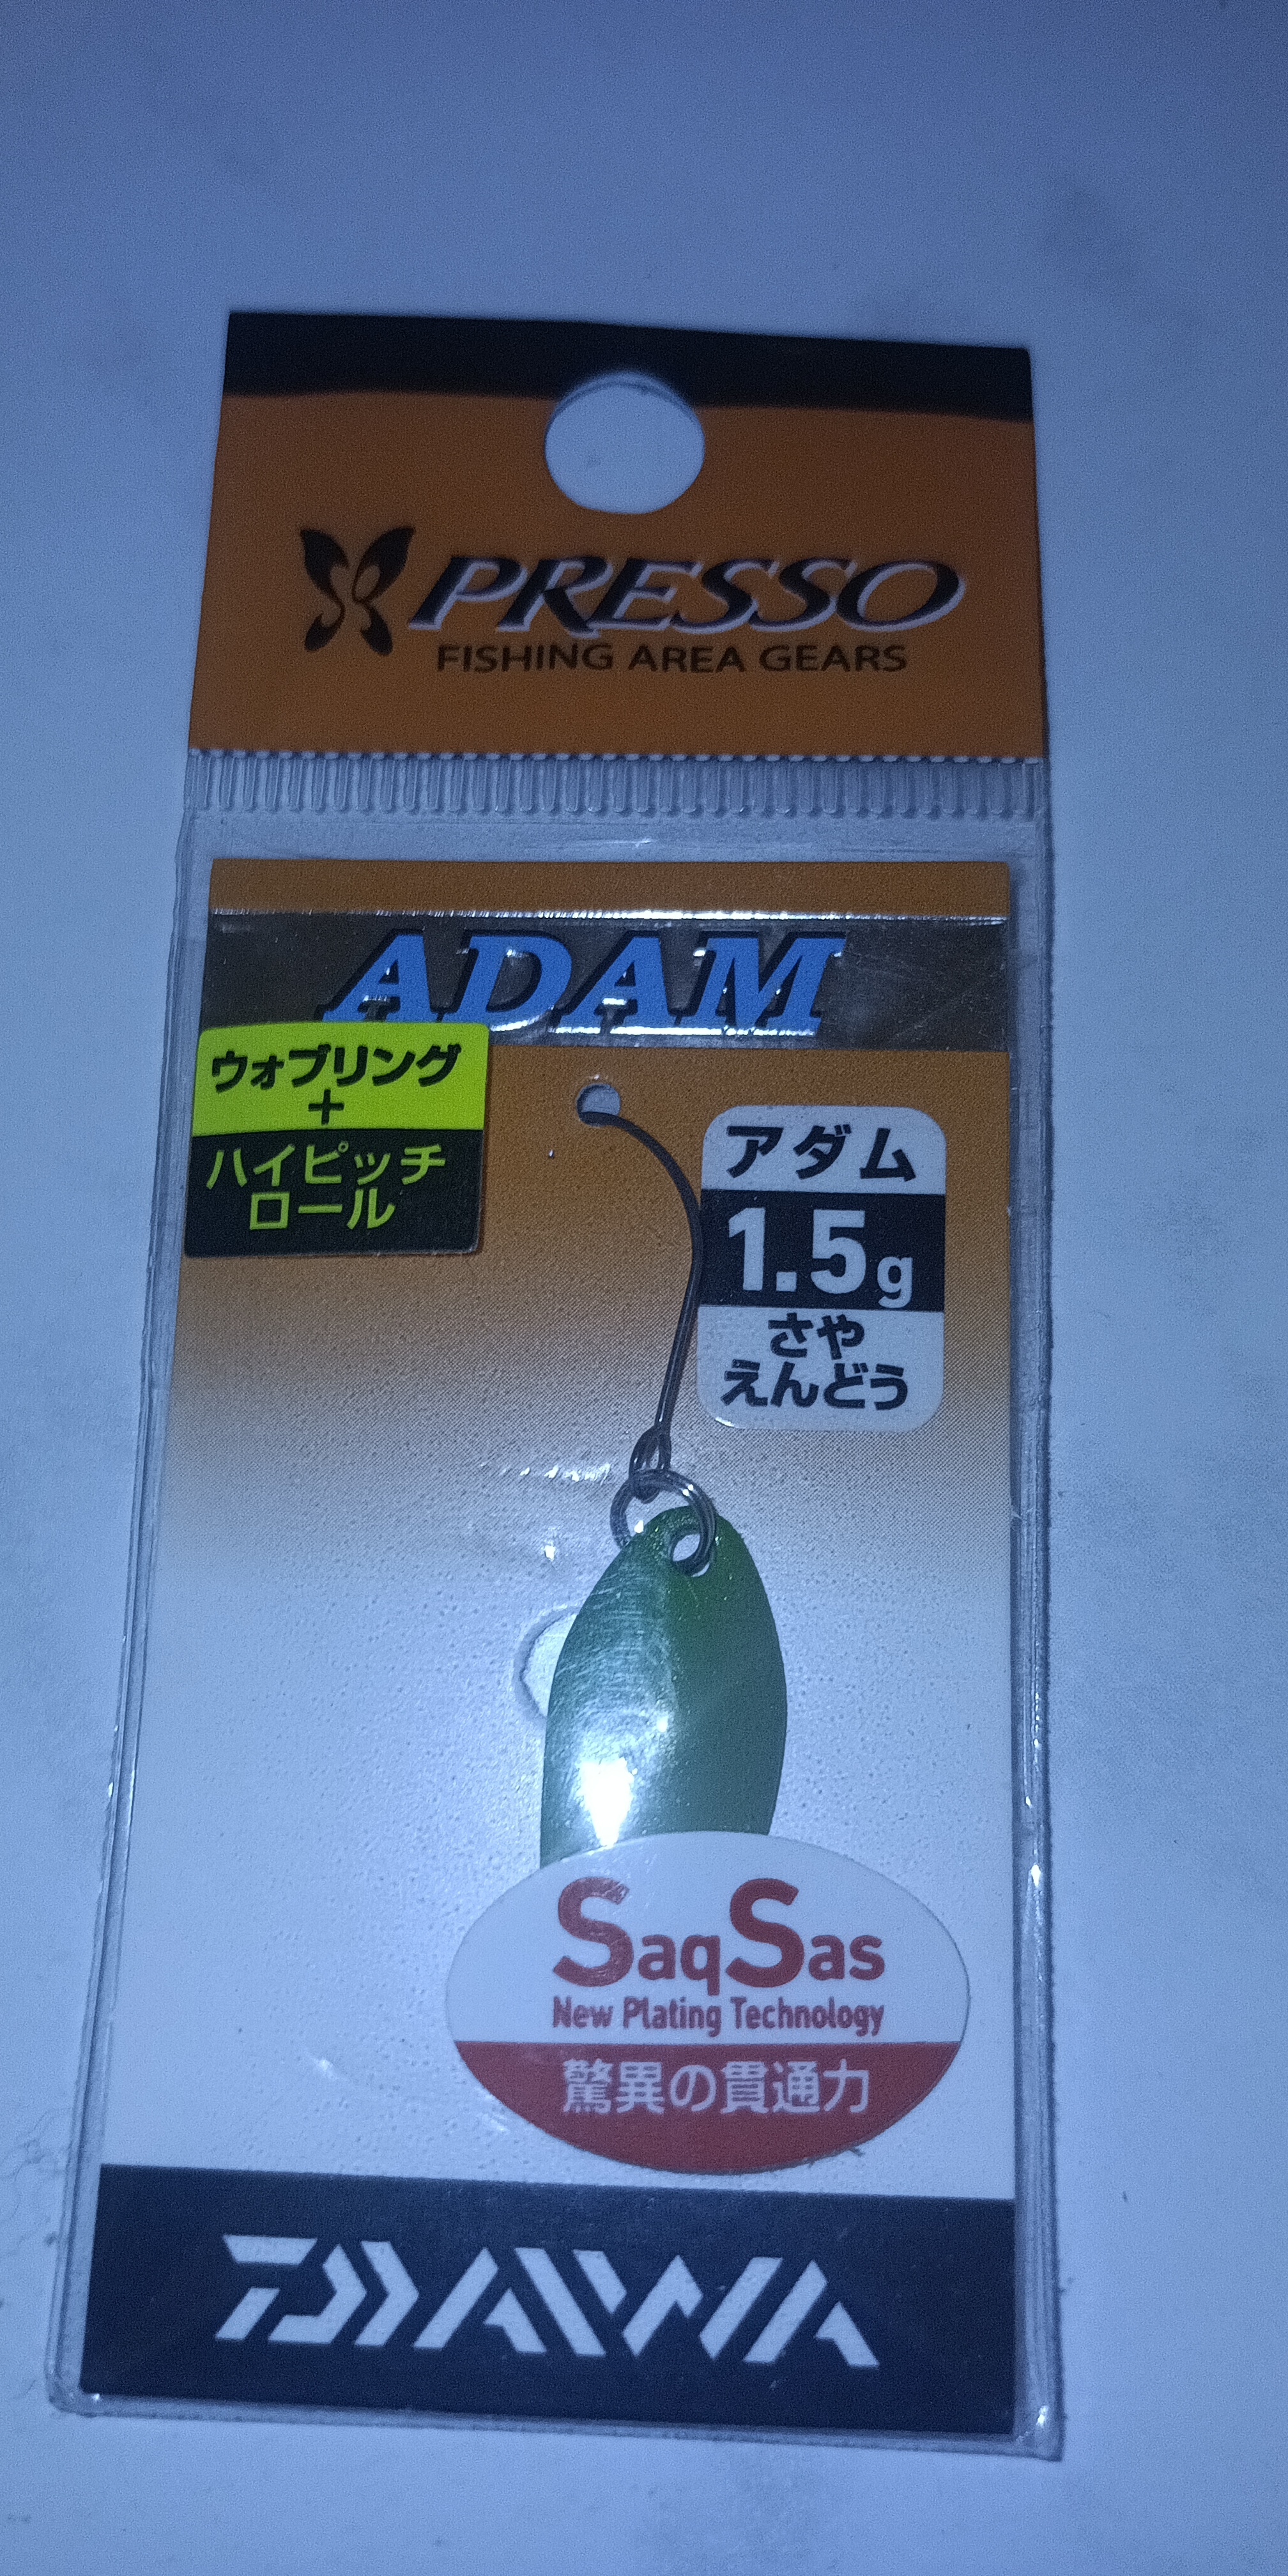 PRESSO
FISHING AREA GEARS
ADAM
ウォブリング
+
ハイピッチ
ロール
アダム
1.5g
さや
えんどう
SaqSas
New Plating Technology
驚異の貫通力
DAIWA